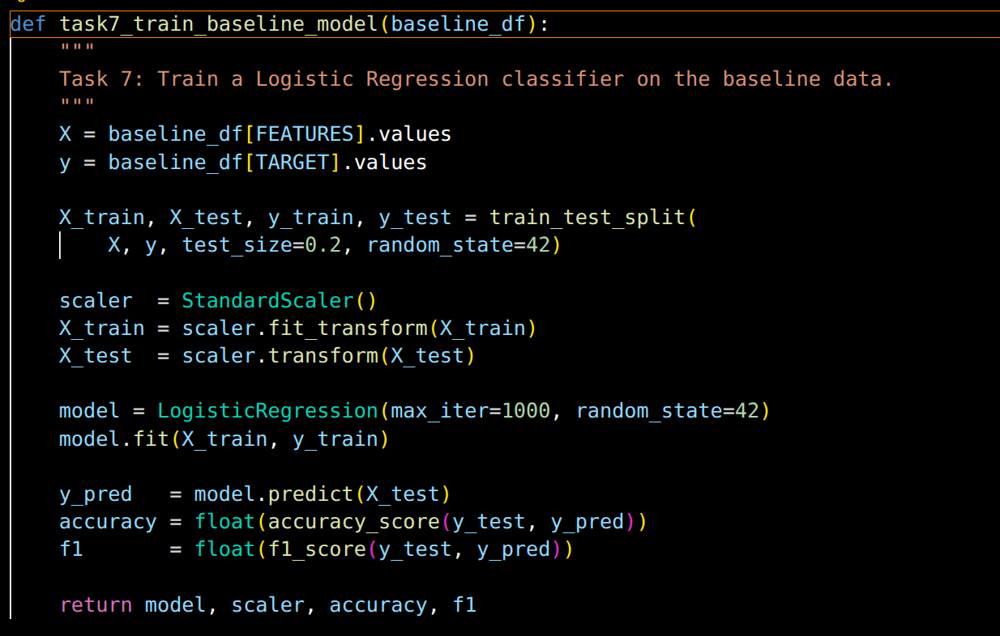 def task7_train_baseline_model(baseline_df):
    """
    Task 7: Train a Logistic Regression classifier on the baseline data.
    """
    X = baseline_df[FEATURES].values
    y = baseline_df[TARGET].values

    X_train, X_test, y_train, y_test = train_test_split(
        X, y, test_size=0.2, random_state=42)

    scaler  = StandardScaler()
    X_train = scaler.fit_transform(X_train)
    X_test  = scaler.transform(X_test)

    model = LogisticRegression(max_iter=1000, random_state=42)
    model.fit(X_train, y_train)

    y_pred   = model.predict(X_test)
    accuracy = float(accuracy_score(y_test, y_pred))
    f1       = float(f1_score(y_test, y_pred))

    return model, scaler, accuracy, f1